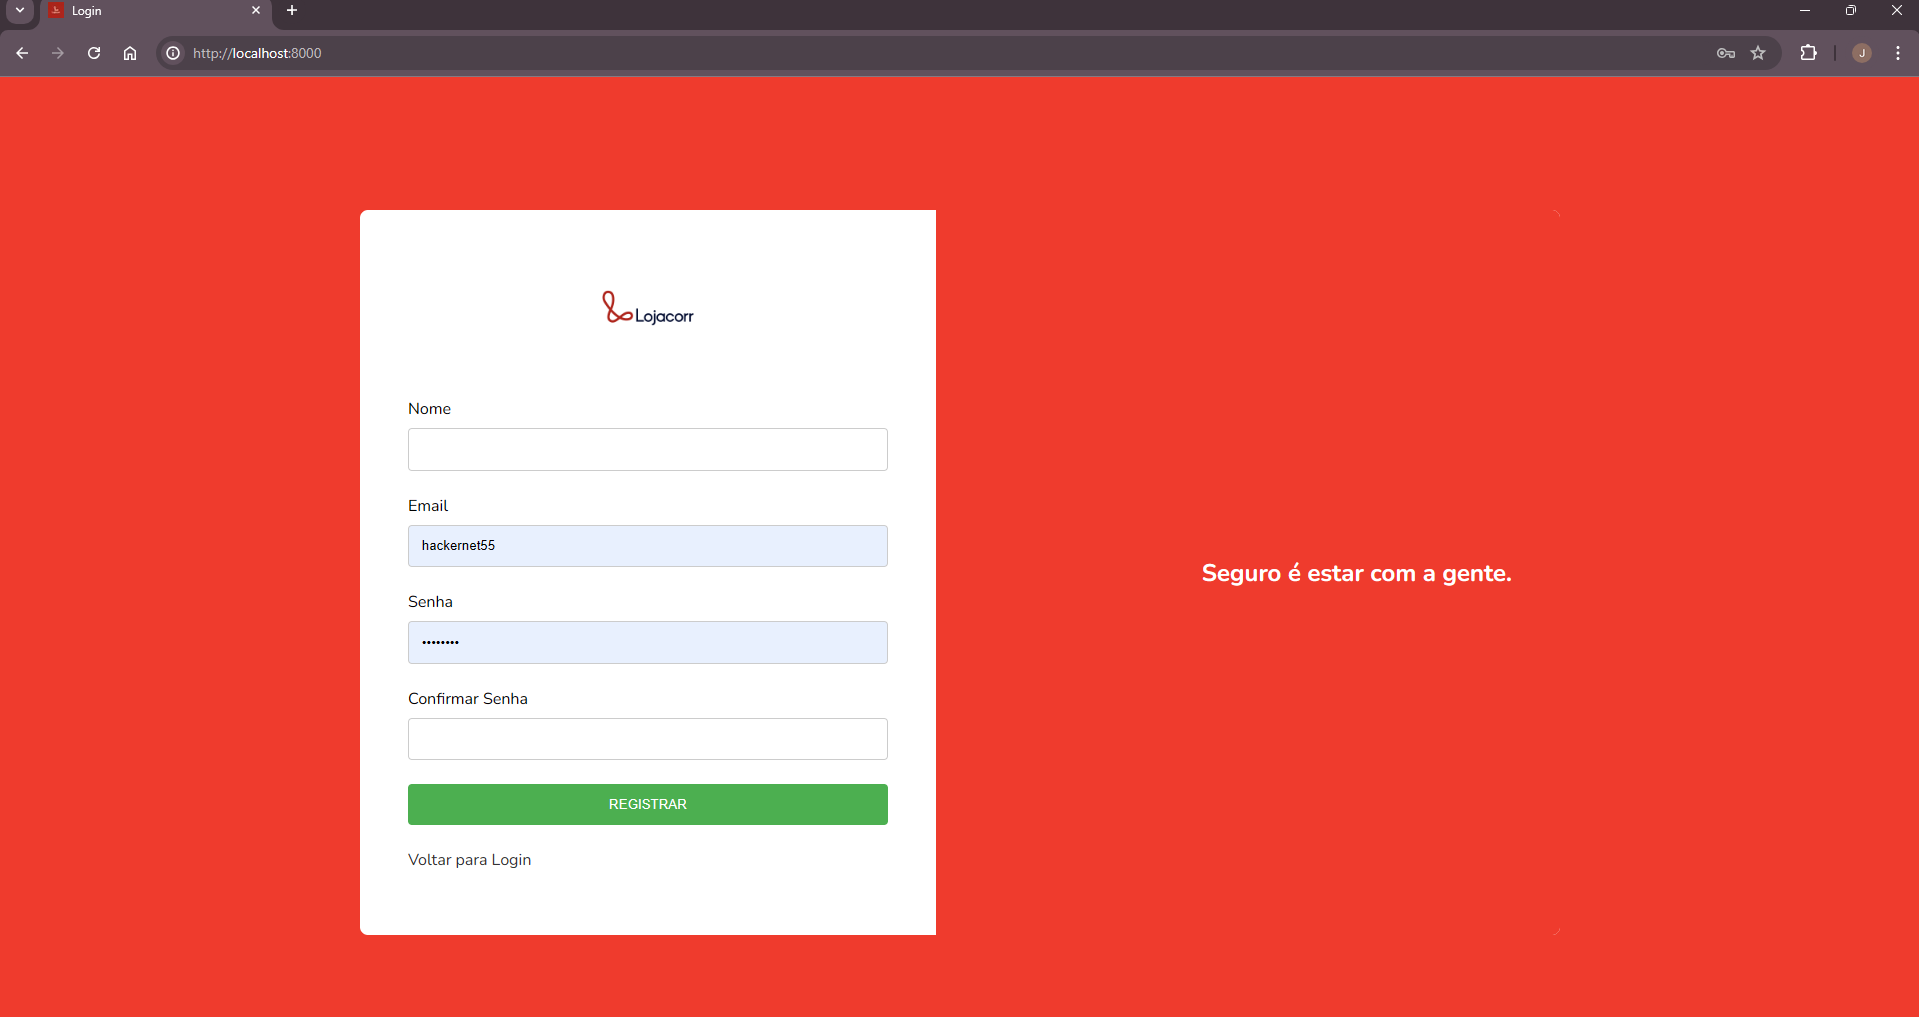 Login
http://localhost:8000
J
Lojacorr
Nome
Email
hackernet55
Senha
••••••••
Confirmar Senha
REGISTRAR
Voltar para Login
Seguro é estar com a gente.